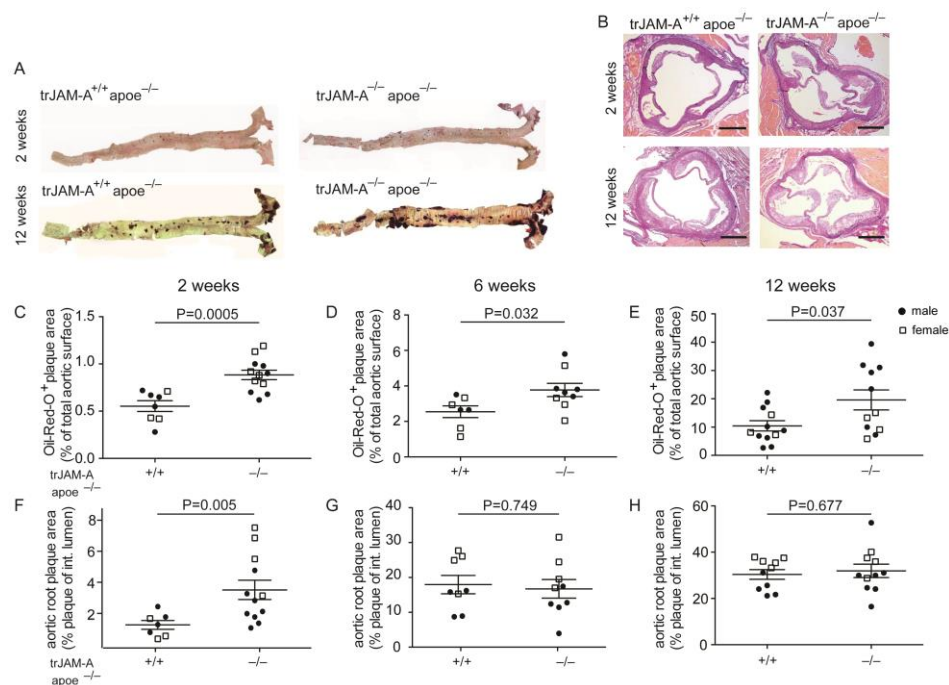 A
trJAM-A+/+ apoe−/−
trJAM-A−/− apoe−/−
2 weeks
trJAM-A+/+ apoe−/−
trJAM-A−/− apoe−/−
12 weeks
B
trJAM-A+/+ apoe−/−
trJAM-A−/− apoe−/−
2 weeks
12 weeks
2 weeks
C
P=0.0005
Oil-Red-O+ plaque area
(% of total aortic surface)
1.5
1.0
0.5
0.0
trJAM-A
apoe −/−
+/+
−/−
6 weeks
D
P=0.032
Oil-Red-O+ plaque area
(% of total aortic surface)
8
6
4
2
0
+/+
−/−
12 weeks
E
P=0.037
Oil-Red-O+ plaque area
(% of total aortic surface)
50
40
30
20
10
0
+/+
−/−
male
female
F
P=0.005
aortic root plaque area
(% plaque of int. lumen)
8
6
4
2
trJAM-A
apoe −/−
+/+
−/−
G
P=0.749
aortic root plaque area
(% plaque of int. lumen)
40
30
20
10
0
+/+
−/−
H
P=0.677
aortic root plaque area
(% plaque of int. lumen)
60
40
20
0
+/+
−/−